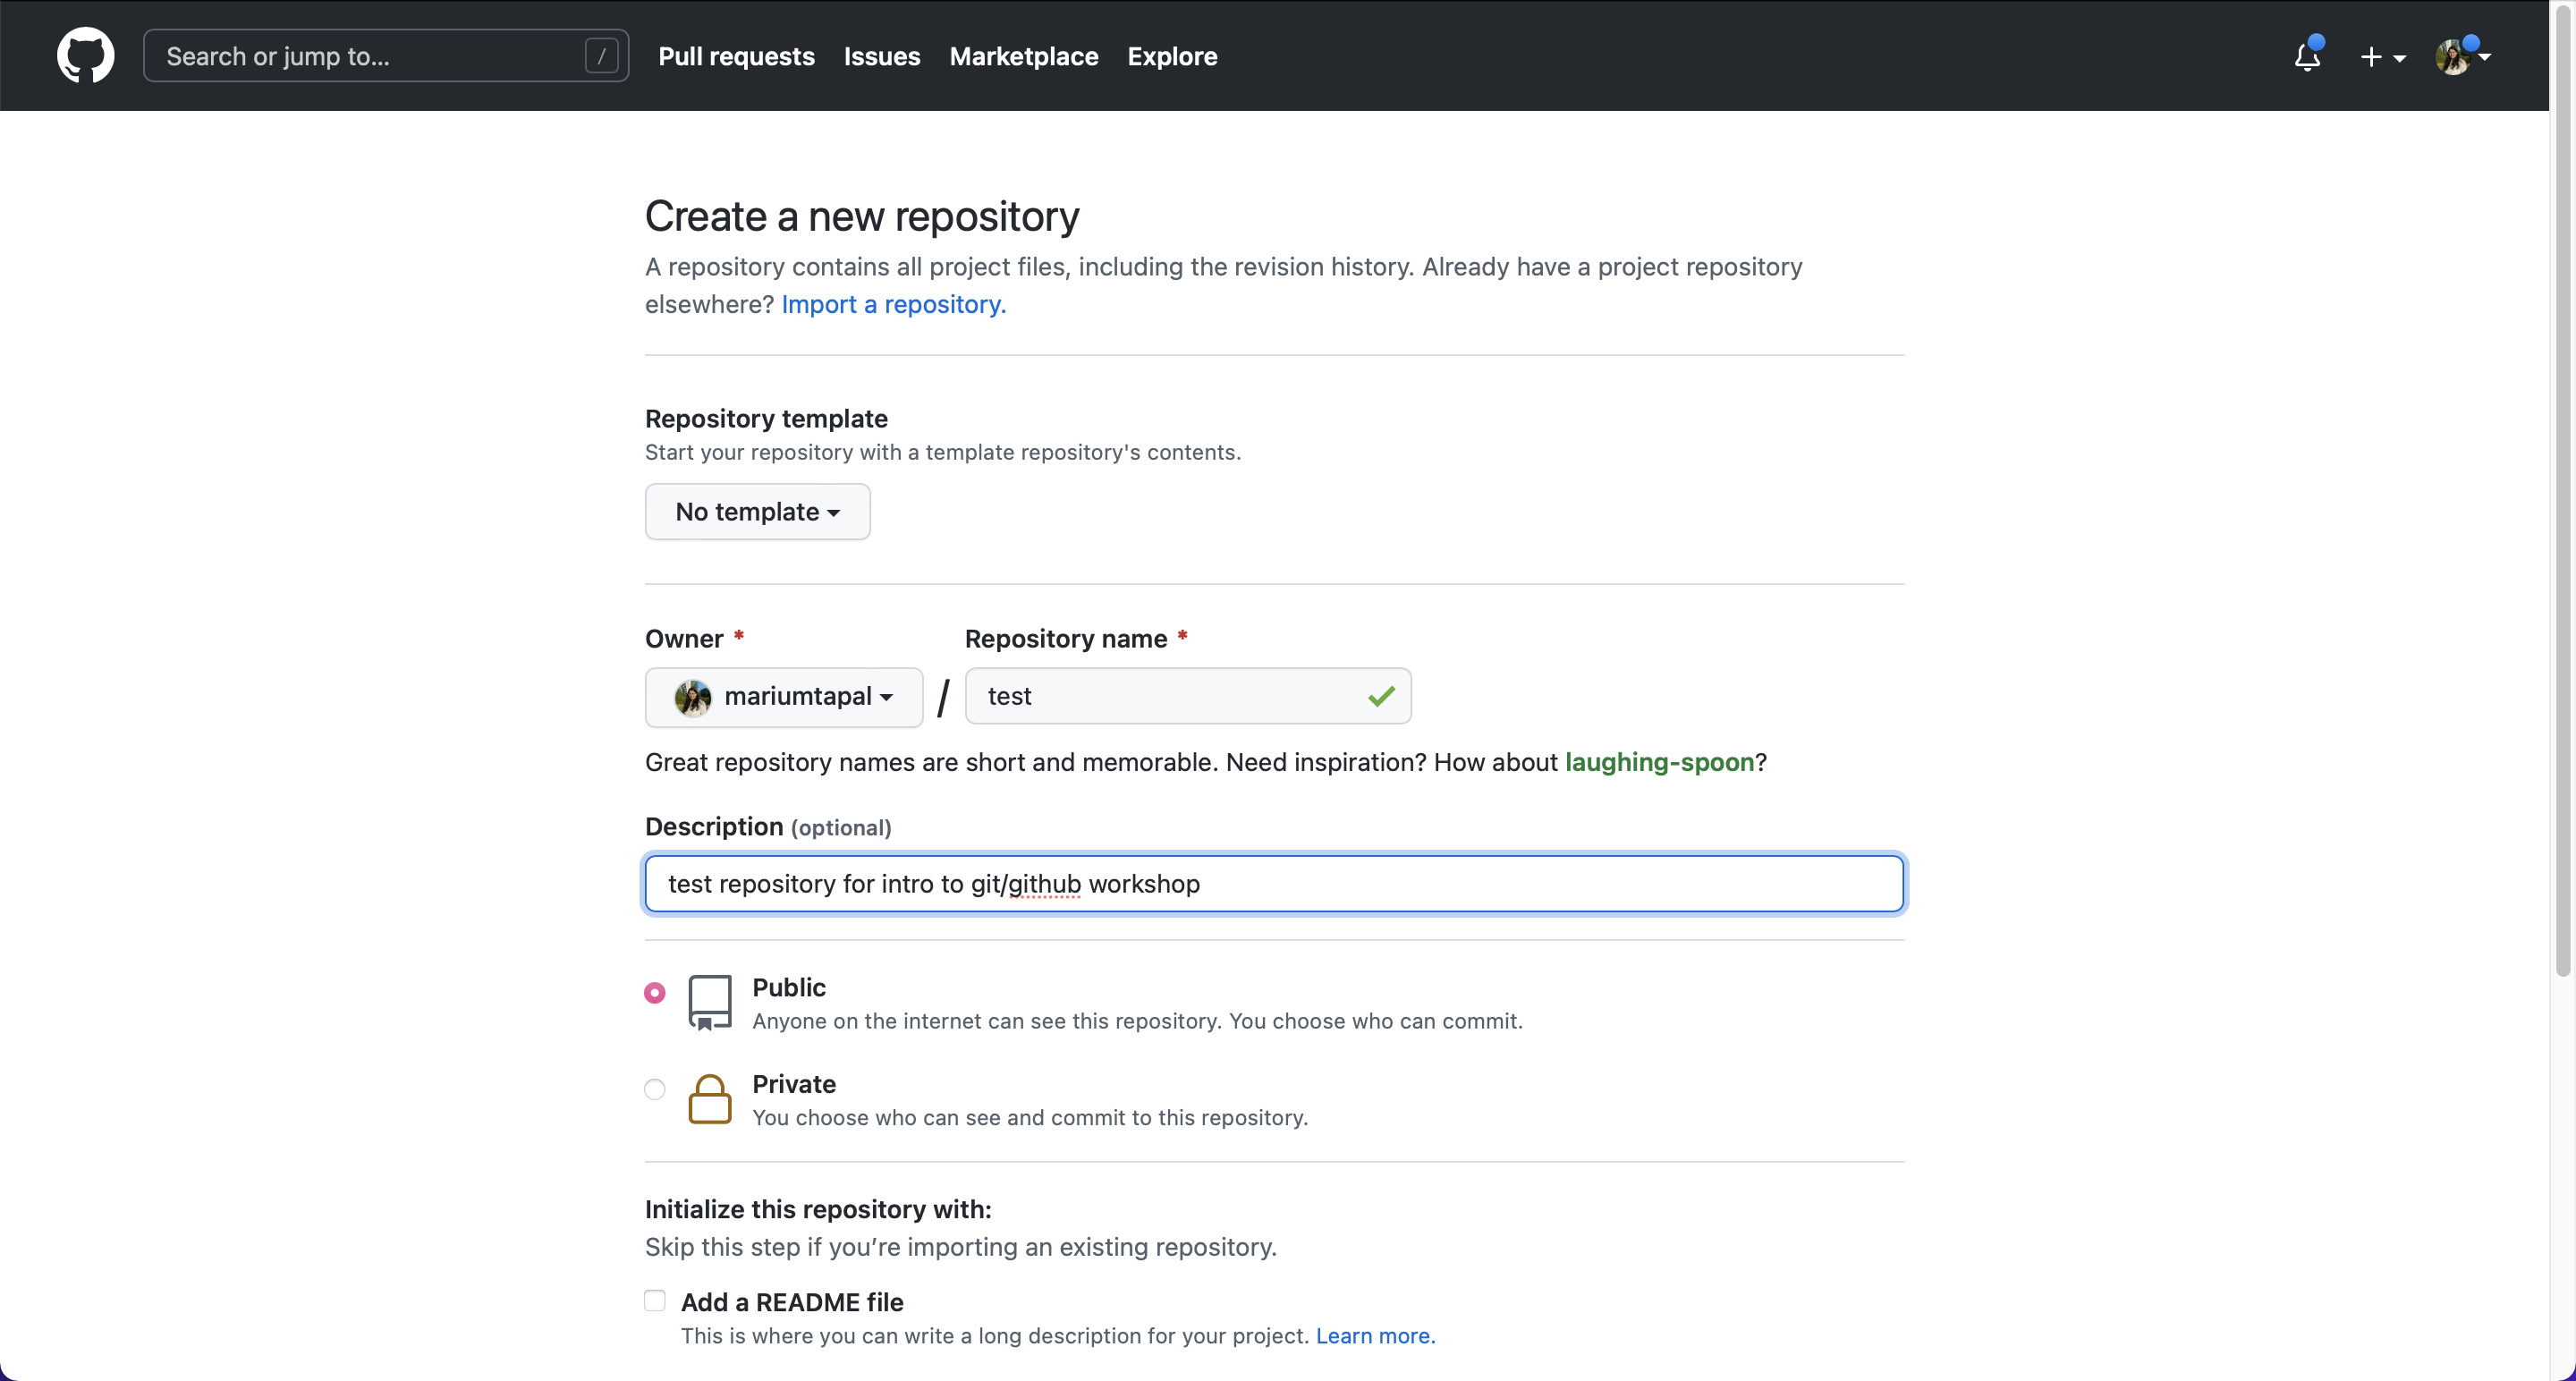 Search or jump to... /
Pull requests Issues Marketplace Explore
Create a new repository
A repository contains all project files, including the revision history. Already have a project repository
elsewhere? Import a repository.
Repository template
Start your repository with a template repository's contents.
No template
Owner * Repository name *
mariumtapal / test
Great repository names are short and memorable. Need inspiration? How about laughing-spoon?
Description (optional)
test repository for intro to git/github workshop
Public
Anyone on the internet can see this repository. You choose who can commit.
Private
You choose who can see and commit to this repository.
Initialize this repository with:
Skip this step if you’re importing an existing repository.
Add a README file
This is where you can write a long description for your project. Learn more.